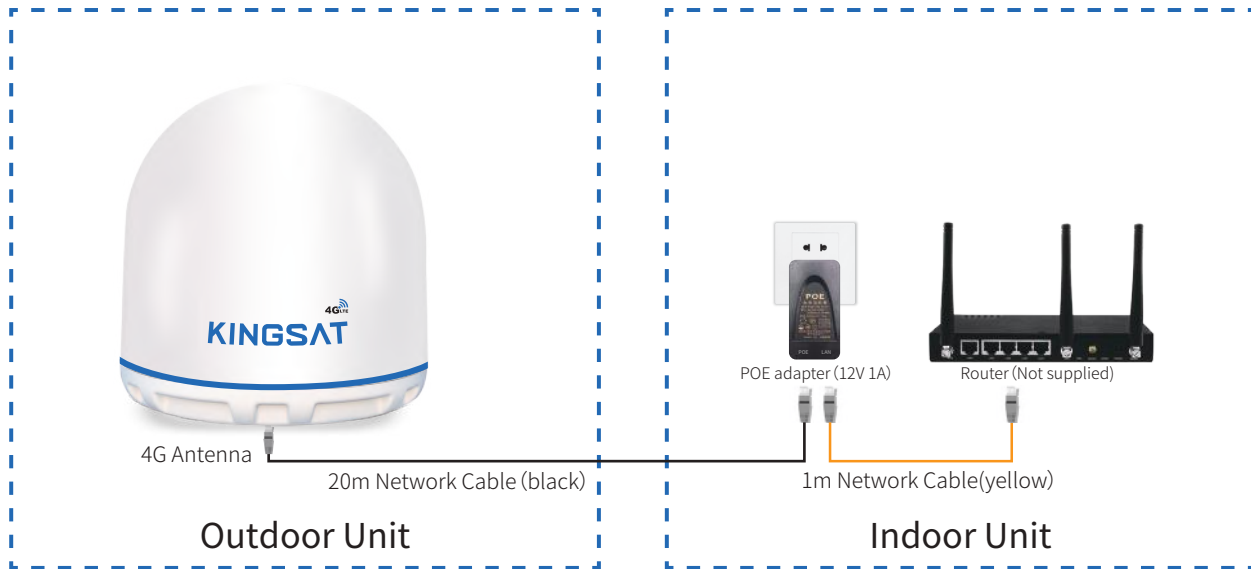 4G LTE
KINGSAT
POE
POE LAN
POE adapter (12V 1A)
Router (Not supplied)
4G Antenna
20m Network Cable (black)
1m Network Cable(yellow)
Outdoor Unit
Indoor Unit